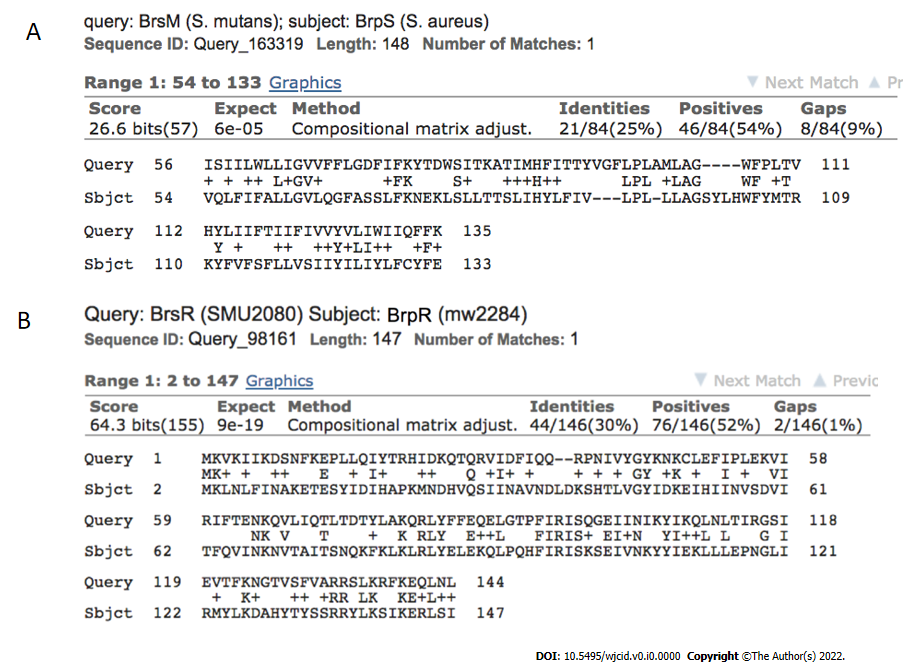 A
query: BrsM (S. mutans); subject: BrpS (S. aureus)
Sequence ID: Query_163319 Length: 148 Number of Matches: 1
Range 1: 54 to 133 Graphics ▼ Next Match ▲ Pr
Score Expect Method Identities Positives Gaps
26.6 bits(57) 6e-05 Compositional matrix adjust. 21/84(25%) 46/84(54%) 8/84(9%)
Query 56 ISIILWLLIGVVFFLGDFIFKYTDWSITKATIMHFITTYVGFLPLAMLAG----WFPLTV 111
+ + ++ L+GV+ +FK S+ +++H++ LPL +LAG WF +T
Sbjct 54 VQLFIFALLGVLQGFASSLFKNEKLSLLTTSLIHYLFIV---LPL-LLAGSYLHWFYMTR 109
Query 112 HYLIIFTIIFIVVYVLIWIIQFFK 135
Y + ++ ++Y+LI++ +F+
Sbjct 110 KYFVFSFLLVSIIYILIYLFCYFE 133
B
Query: BrsR (SMU2080) Subject: BrpR (mw2284)
Sequence ID: Query_98161 Length: 147 Number of Matches: 1
Range 1: 2 to 147 Graphics ▼ Next Match ▲ Previc
Score Expect Method Identities Positives Gaps
64.3 bits(155) 9e-19 Compositional matrix adjust. 44/146(30%) 76/146(52%) 2/146(1%)
Query 1 MKVKIIKDSNFKEPLLQIYTRHIDKQTQRVIDFIQQ--RPNIVYGYKNKCLEFIPLEKVI 58
MK+ + ++ E + I+ ++ Q +I+ + + + + GY +K + I + VI
Sbjct 2 MKLNLFINAKETESYIDIHAPKMNDHVQSIINAVNDLDKSHTLVGYIDKEIHIINVSDVI 61
Query 59 RIFTENKQVLIQTLTDTYLAKQRLYFFEQELGTPFIRISQGEIINIKYIKQLNLTIRGSI 118
NK V T + K RLY E++L FIRIS+ EI+N YI++L L G I
Sbjct 62 TFQVINKNVTAITSNQKFKLKLRLYELEKQLPQHFIRISKSEIVNKYYIEKLLLEPNGLI 121
Query 119 EVTFKNGTVSFVARRSLKRFKEQLNL 144
+ K+ ++ +RR LK KE+L++
Sbjct 122 RMYLKDAHYTYSSRRYLKSIKERLSI 147
DOI: 10.5495/wjcid.v0.i0.0000 Copyright ©The Author(s) 2022.